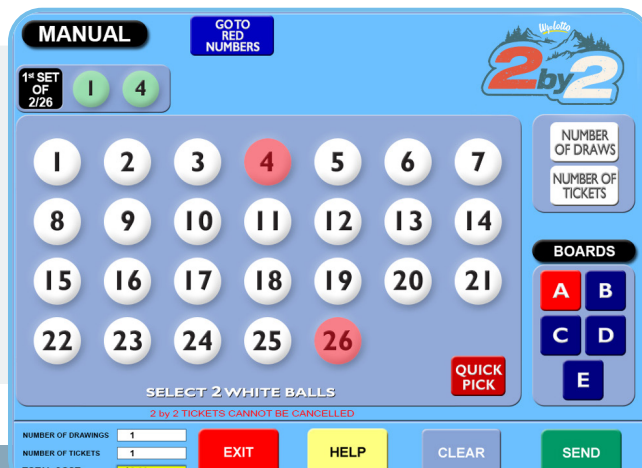 MANUAL
GO TO
RED
NUMBERS
Wyolotto
2by2
1st SET
OF
2/26
1 4
NUMBER
OF DRAWS
NUMBER OF
TICKETS
1 2 3 4 5 6 7
8 9 10 11 12 13 14
15 16 17 18 19 20 21
22 23 24 25 26
BOARDS
A B
C D
E
QUICK
PICK
SELECT 2 WHITE BALLS
2 by 2 TICKETS CANNOT BE CANCELLED
NUMBER OF DRAWINGS 1
NUMBER OF TICKETS 1
EXIT HELP CLEAR SEND